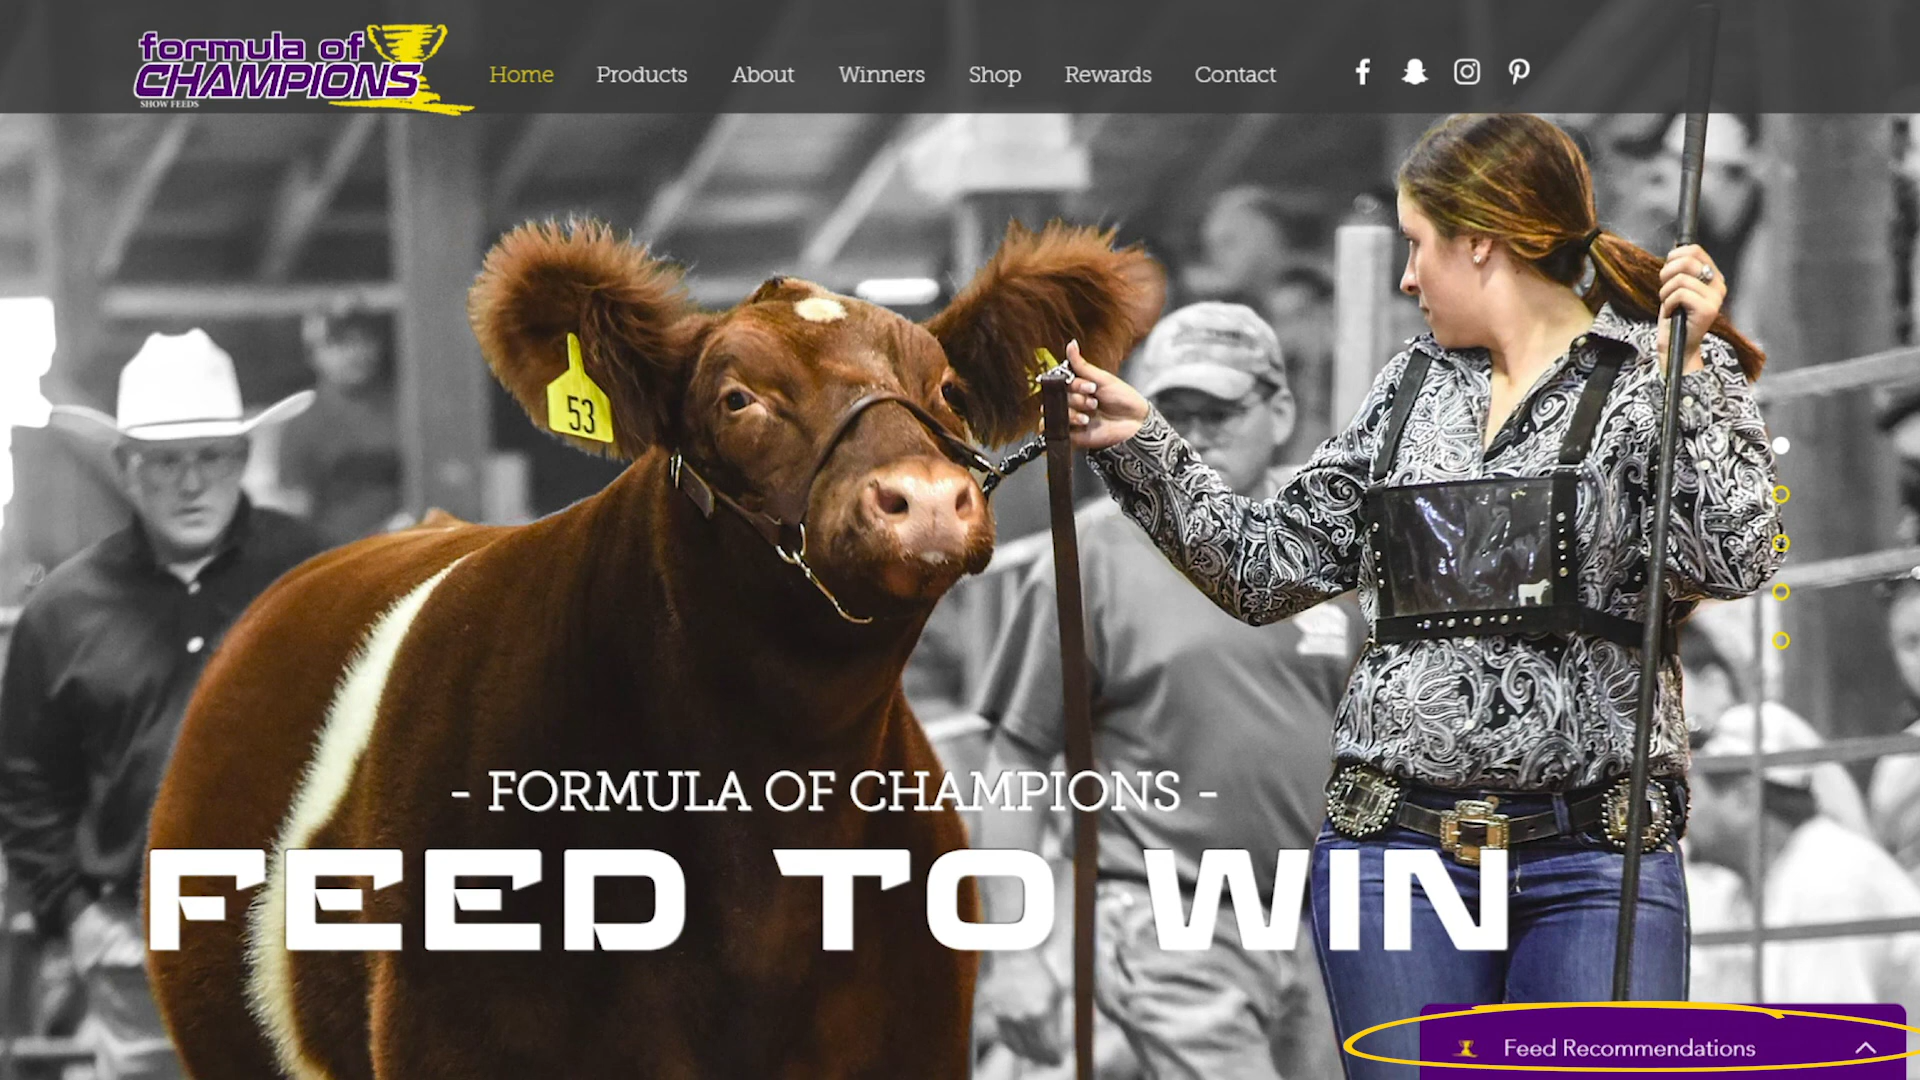 formula of
CHAMPIONS
SHOW FEEDS
Home Products About Winners Shop Rewards Contact
53
- FORMULA OF CHAMPIONS -
FEED TO WIN
Feed Recommendations